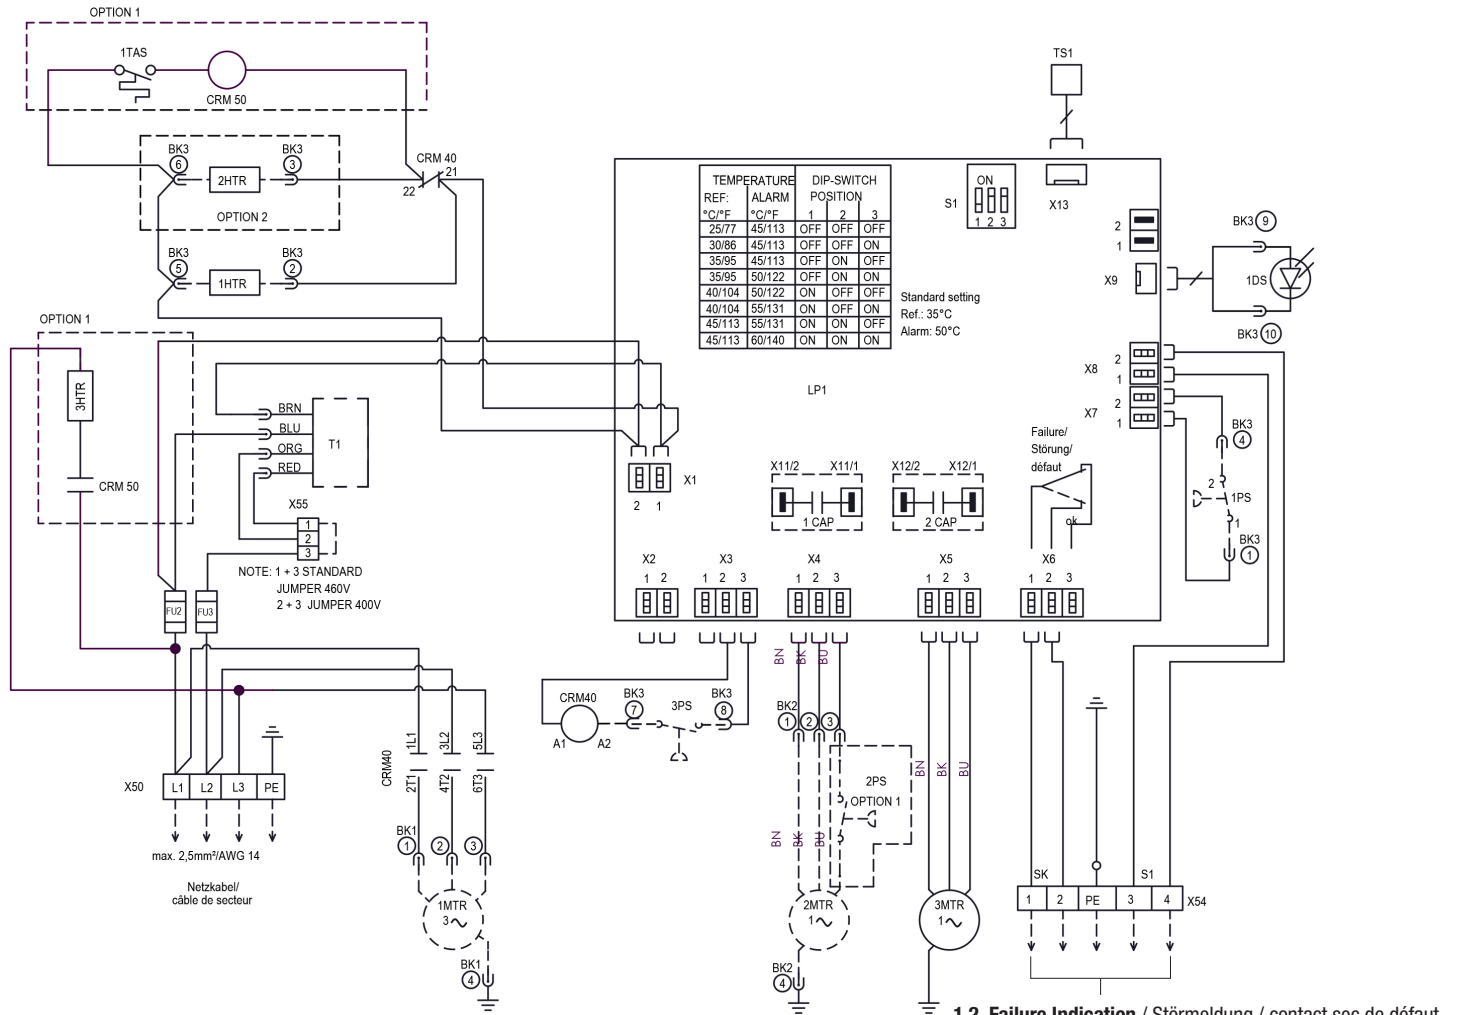 OPTION 1
1TAS
CRM 50
BK3
6
2HTR
BK3
3
CRM 40
21
22
OPTION 2
BK3
5
1HTR
BK3
2
OPTION 1
3HTR
CRM 50
BRN
BLU
ORG
RED
T1
X55
1
2
3
NOTE: 1 + 3 STANDARD
JUMPER 460V
2 + 3 JUMPER 400V
FU2
FU3
X50
L1 L2 L3 PE
max. 2,5mm²/AWG 14
Netzkabel/
câble de secteur
CRM40
1L1 3L2 5L3
2T1 4T2 6T3
BK1
1 2 3
1MTR
3
BK1
4
TS1
X13
S1
ON
1 2 3
TEMPERATURE DIP-SWITCH
REF: ALARM POSITION
°C/°F °C/°F 1 2 3
25/77 45/113 OFF OFF OFF
30/86 45/113 OFF OFF ON
35/95 45/113 OFF ON OFF
35/95 50/122 OFF ON ON
40/104 50/122 ON OFF OFF
40/104 55/131 ON OFF ON
45/113 55/131 ON ON OFF
45/113 60/140 ON ON ON
Standard setting
Ref.: 35°C
Alarm: 50°C
LP1
2
1
X9
BK3 9
1DS
BK3 10
X8
2
1
X7
2
1
BK3
4
2
1PS
1
BK3
1
Failure/
Störung/
défaut
ok
X1
2 1
X11/2 X11/1
1 CAP
X12/2 X12/1
2 CAP
X2
1 2
X3
1 2 3
X4
1 2 3
X5
1 2 3
X6
1 2 3
BN BK BU
CRM40
A1 A2
BK3
7
3PS
BK3
8
BK2
1 2 3
2PS
OPTION 1
BN BK BU
BN BK BU
2MTR
1
BK2
4
3MTR
1
SK S1
1 2 PE 3 4
X54
1.2 Failure Indication / Störmeldung / contact sec de défaut